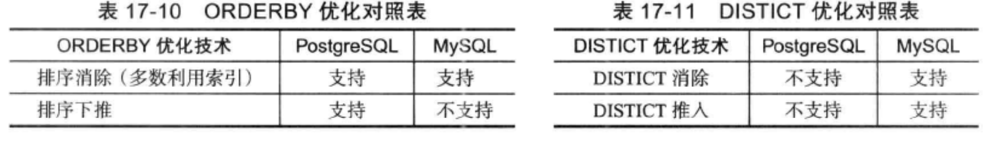 表 17-10 ORDERBY 优化对照表
ORDERBY 优化技术 PostgreSQL MySQL
排序消除（多数利用索引） 支持 支持
排序下推 支持 不支持
表 17-11 DISTICT 优化对照表
DISTICT 优化技术 PostgreSQL MySQL
DISTICT 消除 不支持 支持
DISTICT 推入 不支持 支持